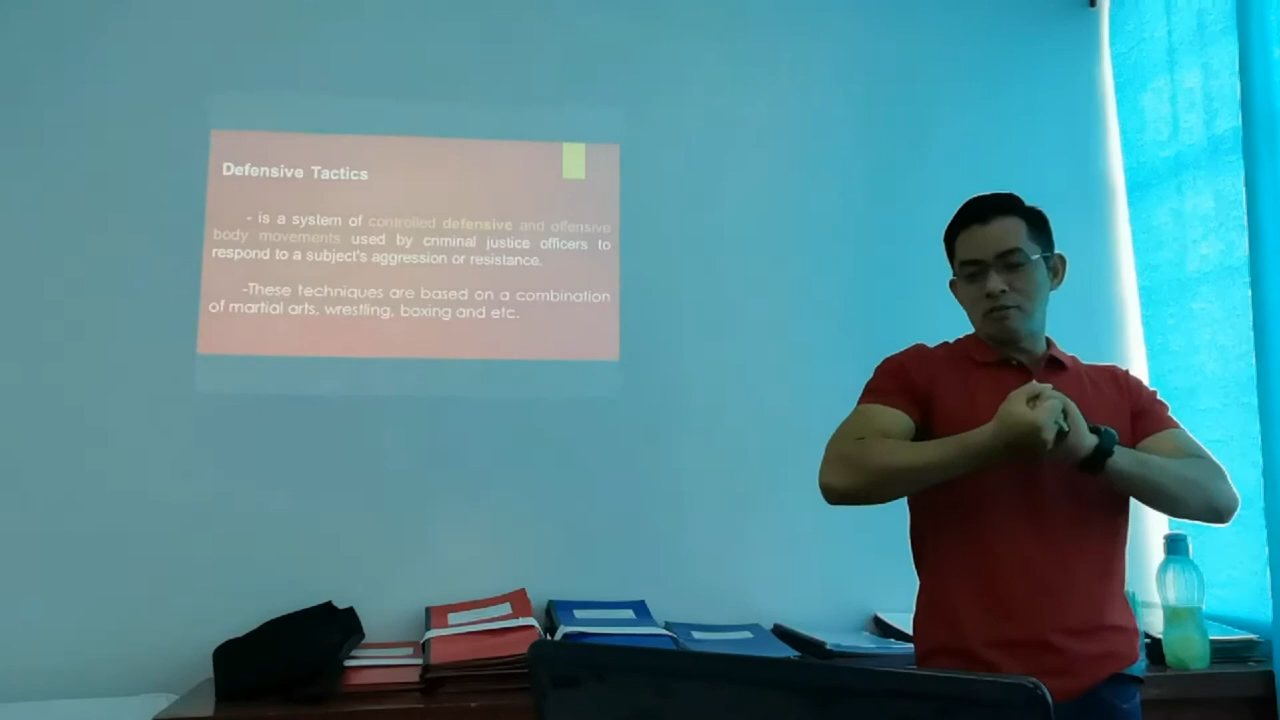 Defensive Tactics
- is a system of controlled defensive and offensive
body movements used by criminal justice officers to
respond to a subject's aggression or resistance.
-These techniques are based on a combination
of martial arts, wrestling, boxing and etc.